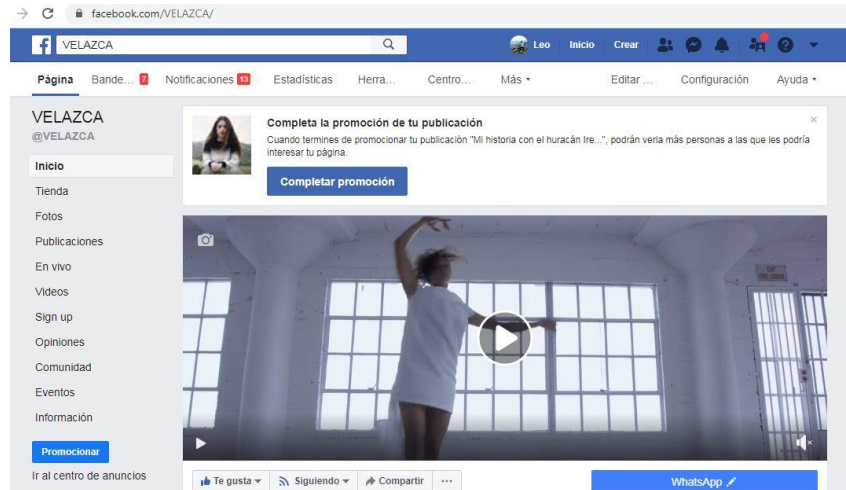 facebook.com/VELAZCA/
VELAZCA
Leo Inicio Crear
Página Bande... 7 Notificaciones 13 Estadísticas Herra... Centro... Más Editar ... Configuración Ayuda
VELAZCA
@VELAZCA
Inicio
Tienda
Fotos
Publicaciones
En vivo
Videos
Sign up
Opiniones
Comunidad
Eventos
Información
Promocionar
Ir al centro de anuncios
Completa la promoción de tu publicación
Cuando termines de promocionar tu publicación "Mi historia con el huracán Ire...", podrán verla más personas a las que les podría
interesar tu página.
Completar promoción
Te gusta Siguiendo Compartir ...
WhatsApp